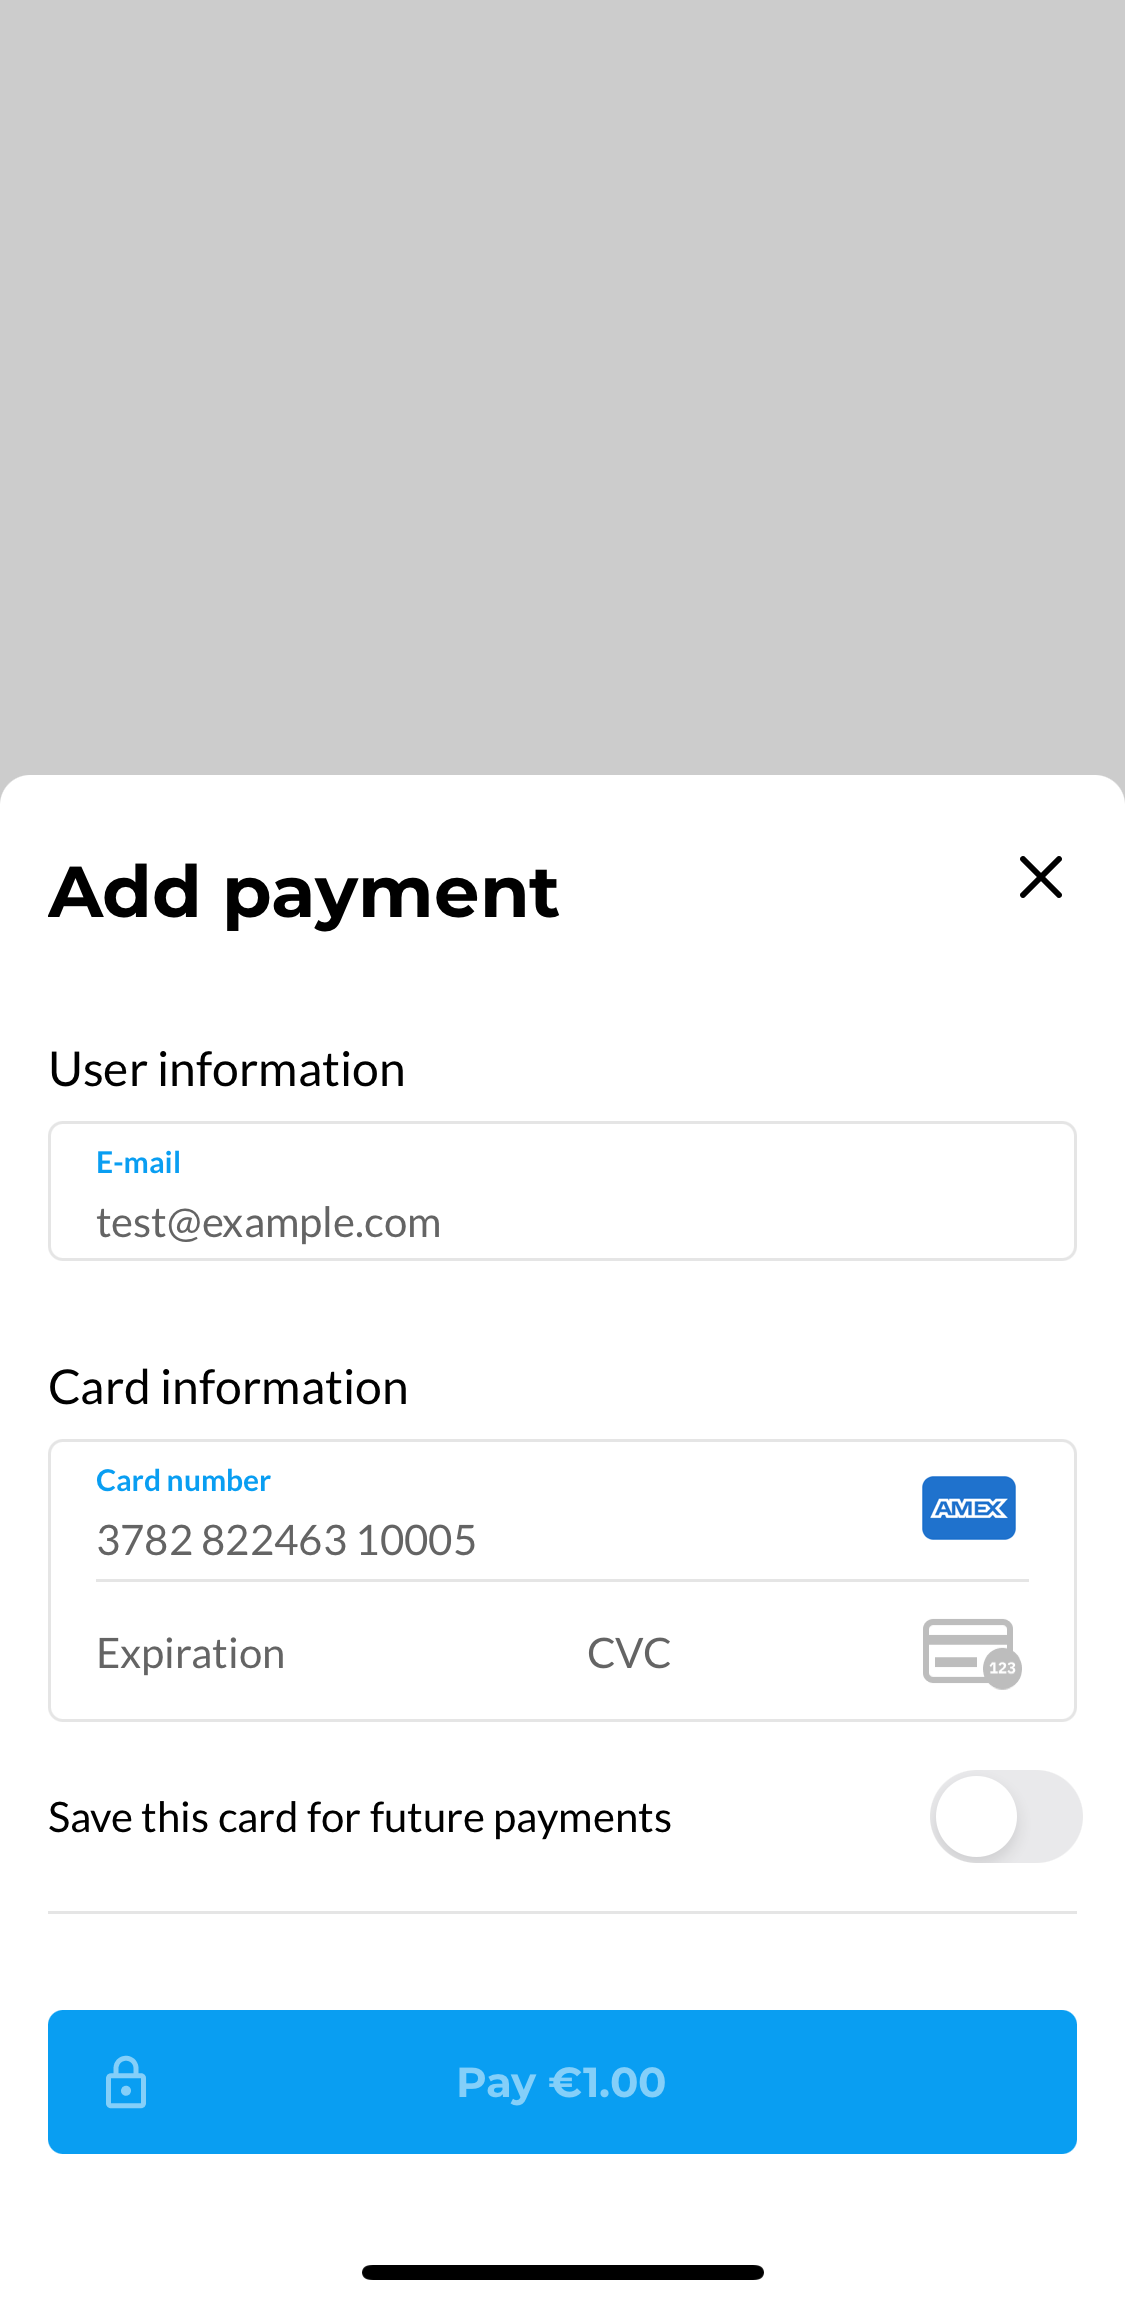 Add payment
User information
E-mail
test@example.com
Card information
Card number
3782 822463 10005
AMEX
Expiration
CVC
123
Save this card for future payments
Pay €1.00